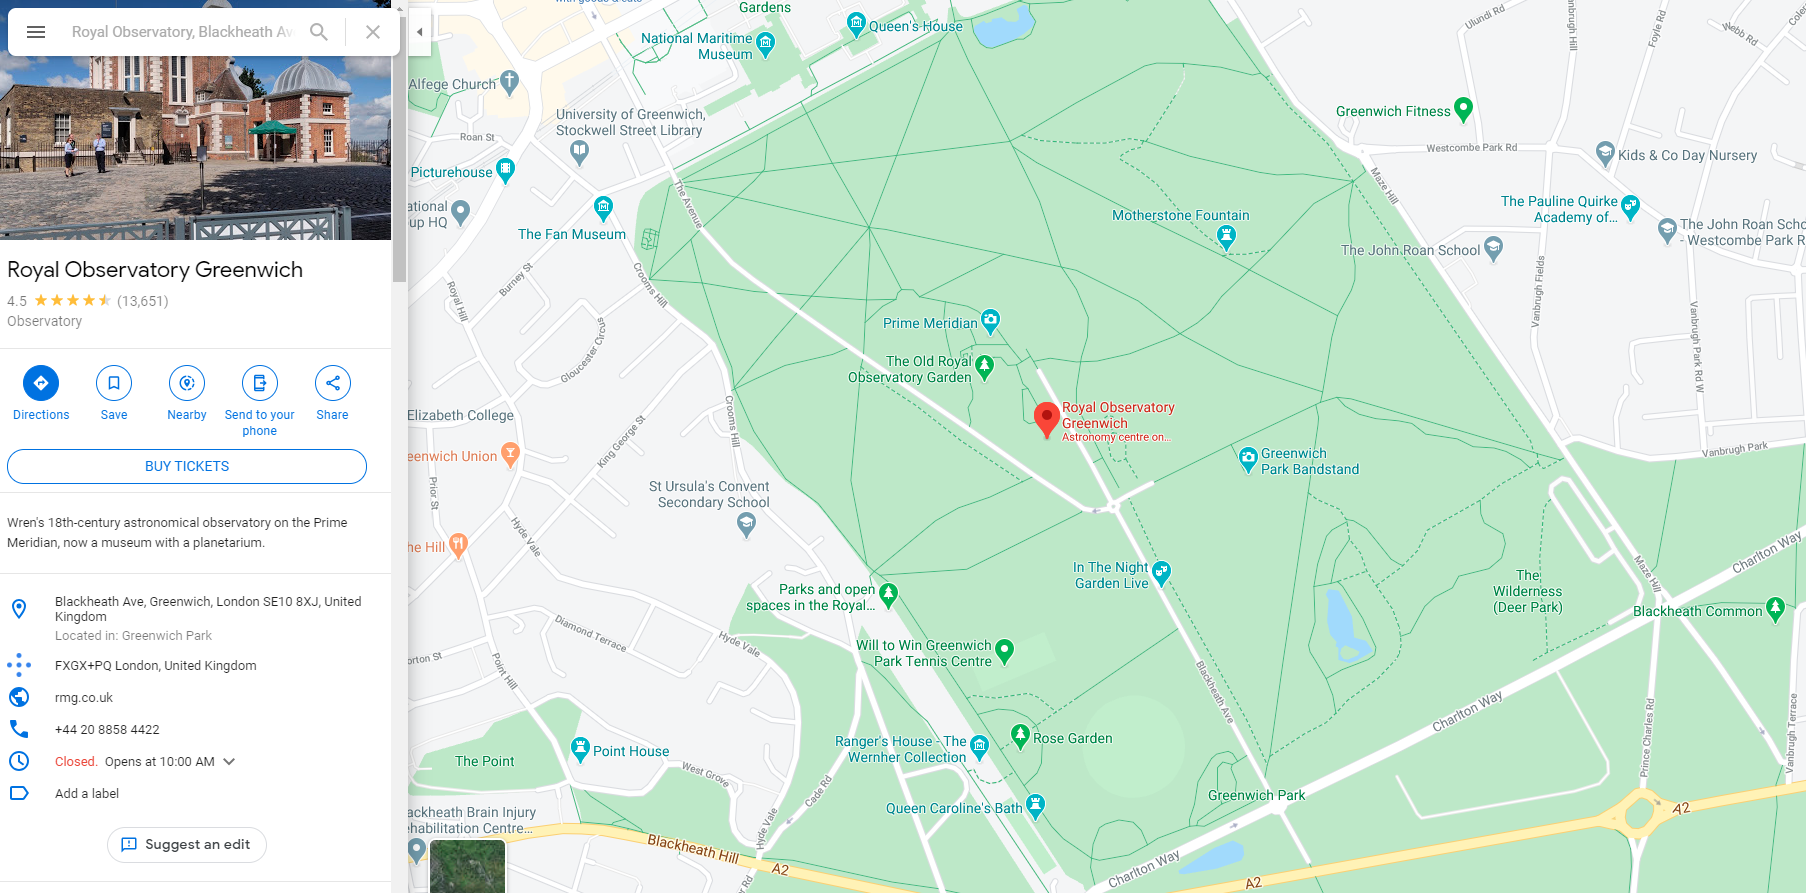 Royal Observatory, Blackheath Av
Royal Observatory Greenwich
4.5 (13,651)
Observatory
Directions
Save
Nearby
Send to your
phone
Share
BUY TICKETS
Wren's 18th-century astronomical observatory on the Prime
Meridian, now a museum with a planetarium.
Blackheath Ave, Greenwich, London SE10 8XJ, United
Kingdom
Located in: Greenwich Park
FXGX+PQ London, United Kingdom
rmg.co.uk
+44 20 8858 4422
Closed. Opens at 10:00 AM
Add a label
Suggest an edit
Gardens
Queen's House
National Maritime
Museum
Alfege Church
University of Greenwich,
Stockwell Street Library
Roan St
Picturehouse
ational
up HQ
The Fan Museum
The Avenue
Burney St
Crooms Hill
Royal Hill
Gloucester Circus
Elizabeth College
Crooms Hill
King George St
eenwich Union
Prior St
St Ursula's Convent
Secondary School
Hyde Vale
he Hill
Diamond Terrace
Hyde Vale
orton St
Point Hill
The Point
Point House
West Grove
Cade Rd
Hyde Vale
ackheath Brain Injury
ehabilitation Centre...
Blackheath Hill
A2
Motherstone Fountain
Prime Meridian
The Old Royal
Observatory Garden
Royal Observatory
Greenwich
Astronomy centre on...
Greenwich
Park Bandstand
In The Night
Garden Live
Parks and open
spaces in the Royal...
Will to Win Greenwich
Park Tennis Centre
Blackheath Ave
Rose Garden
Ranger's House - The
Wernher Collection
Queen Caroline's Bath
Greenwich Park
Charlton Way
Charlton Way
Charlton Way
A2
A2
The
Wilderness
(Deer Park)
Blackheath Common
Maze Hill
Maze Hill
Prince Charles Rd
Vanbrugh Terrace
Vanbrugh Park
Vanbrugh Park Rd W
Vanbrugh Fields
Ulundi Rd
Vanbrugh Hill
Foyle Rd
Webb Rd
Greenwich Fitness
Westcombe Park Rd
Kids & Co Day Nursery
The Pauline Quirke
Academy of...
The John Roan School
The John Roan Scho
- Westcombe Park R